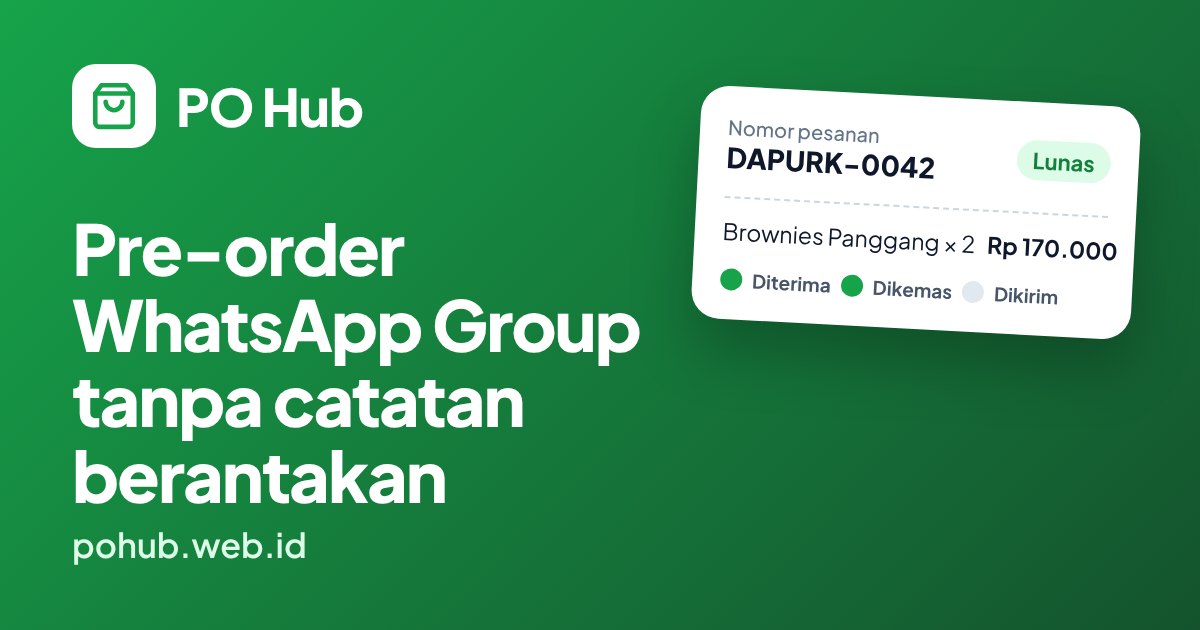 PO Hub
Pre-order
WhatsApp Group
tanpa catatan
berantakan
pohub.web.id
Nomor pesanan
DAPURK-0042
Lunas
Brownies Panggang × 2 Rp 170.000
Diterima Dikemas Dikirim